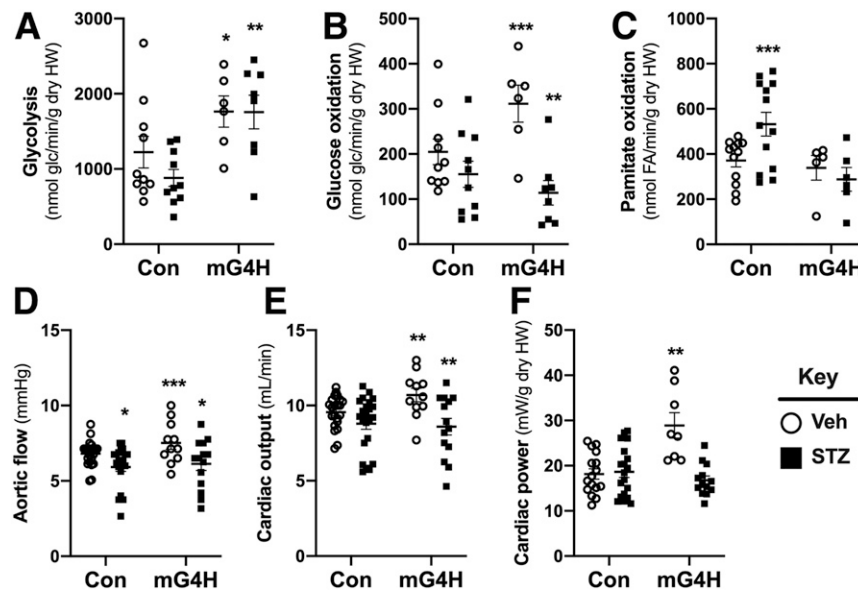 A
Glycolysis
(nmol glc/min/g dry HW)
3000
2000
1000
0
*
**
Con
mG4H
B
Glucose oxidation
(nmol glc/min/g dry HW)
400
300
200
100
0
***
**
Con
mG4H
C
Pamitate oxidation
(nmol FA/min/g dry HW)
1000
800
600
400
200
0
***
Con
mG4H
D
Aortic flow (mmHg)
15
10
5
0
*
***
*
Con
mG4H
E
Cardiac output (mL/min)
15
10
5
0
**
**
Con
mG4H
F
Cardiac power (mW/g dry HW)
50
40
30
20
10
0
**
Con
mG4H
Key
Veh
STZ